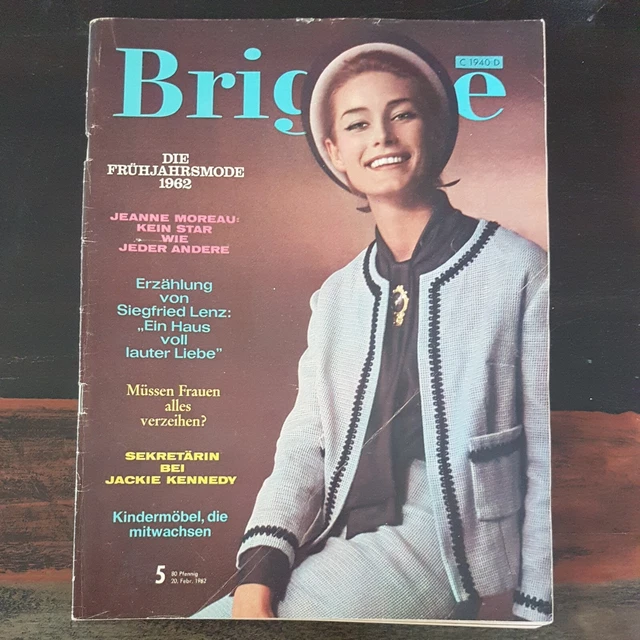 Brig e
C 1940 D
DIE
FRÜHJAHRSMODE
1962
JEANNE MOREAU:
KEIN STAR
WIE
JEDER ANDERE
Erzählung
von
Siegfried Lenz:
„Ein Haus
voll
lauter Liebe”
Müssen Frauen
alles
verzeihen?
SEKRETÄRIN
BEI
JACKIE KENNEDY
Kindermöbel, die
mitwachsen
5 80 Pfennig
20. Febr. 1962